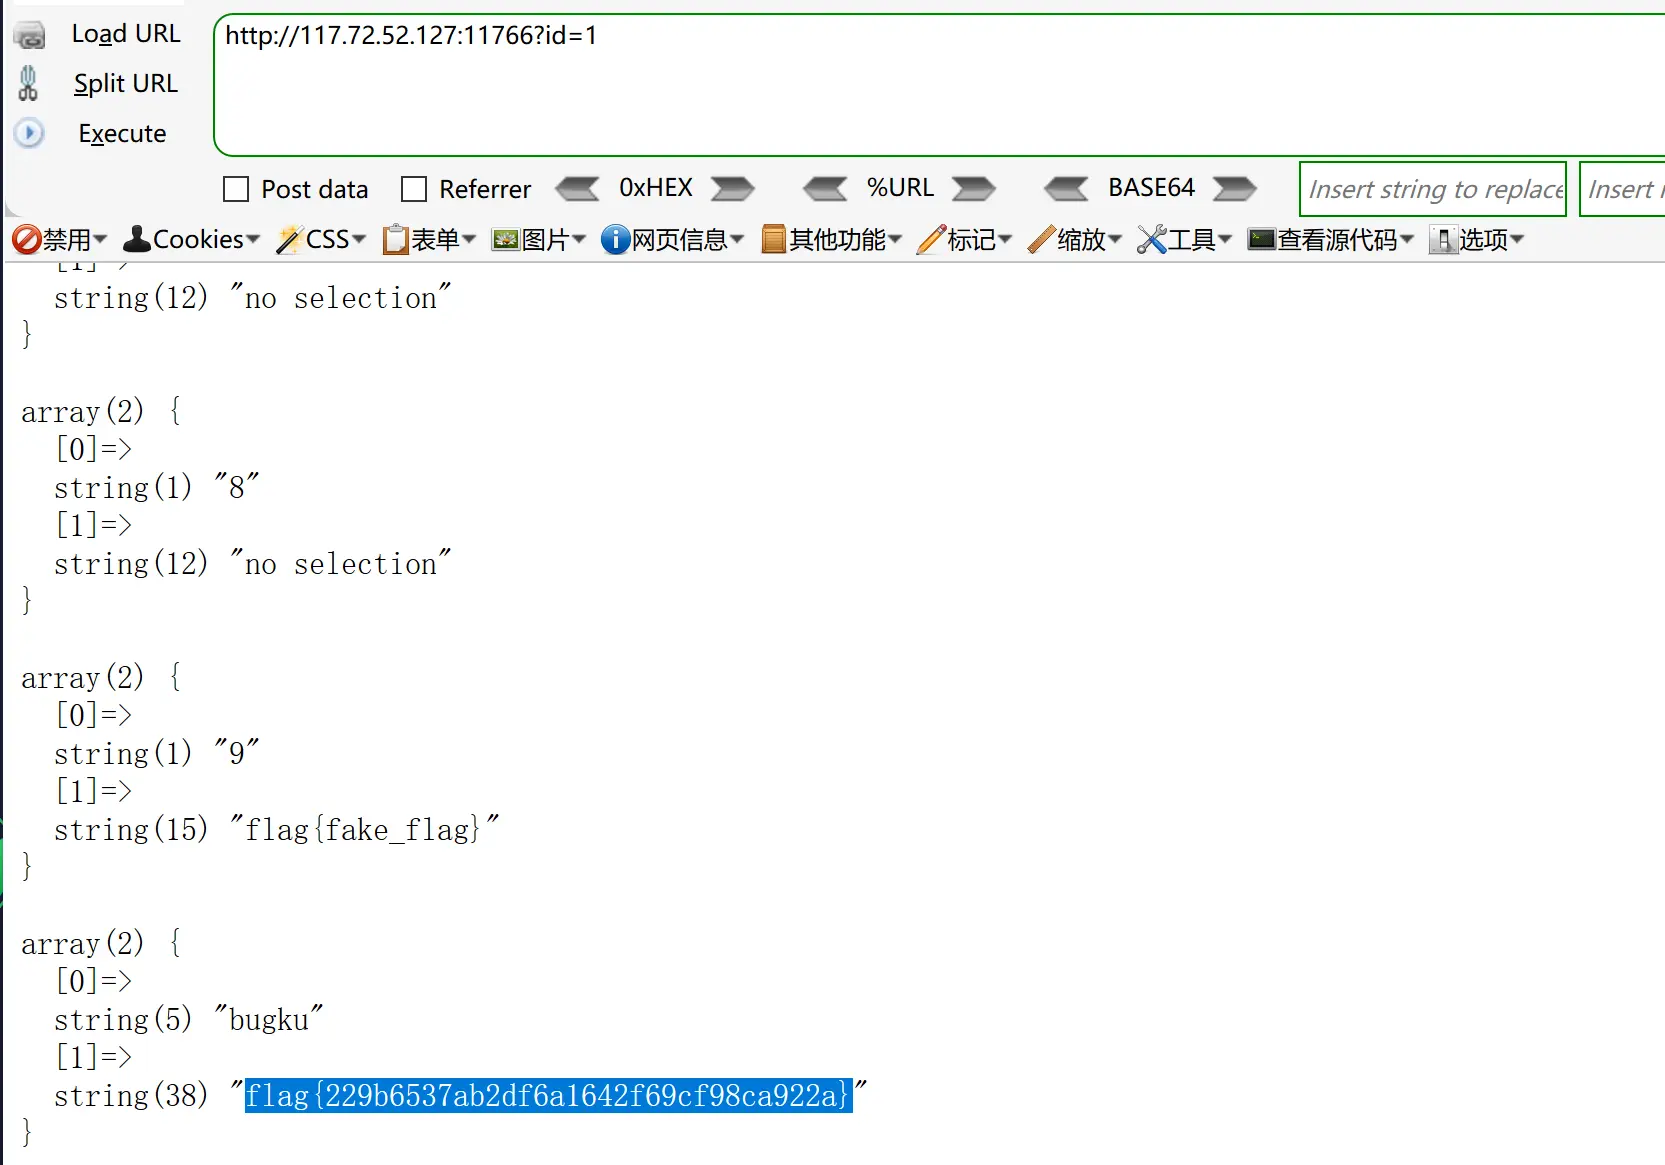 Load URL
http://117.72.52.127:11766?id=1
Split URL
Execute
Post data Referrer 0xHEX %URL BASE64 Insert string to replace Insert
禁用 Cookies CSS 表单 图片 网页信息 其他功能 标记 缩放 工具 查看源代码 选项
[1]=>
string(12) "no selection"
}
array(2) {
[0]=>
string(1) "8"
[1]=>
string(12) "no selection"
}
array(2) {
[0]=>
string(1) "9"
[1]=>
string(15) "flag{fake_flag}"
}
array(2) {
[0]=>
string(5) "bugku"
[1]=>
string(38) "flag{229b6537ab2df6a1642f69cf98ca922a}"
}